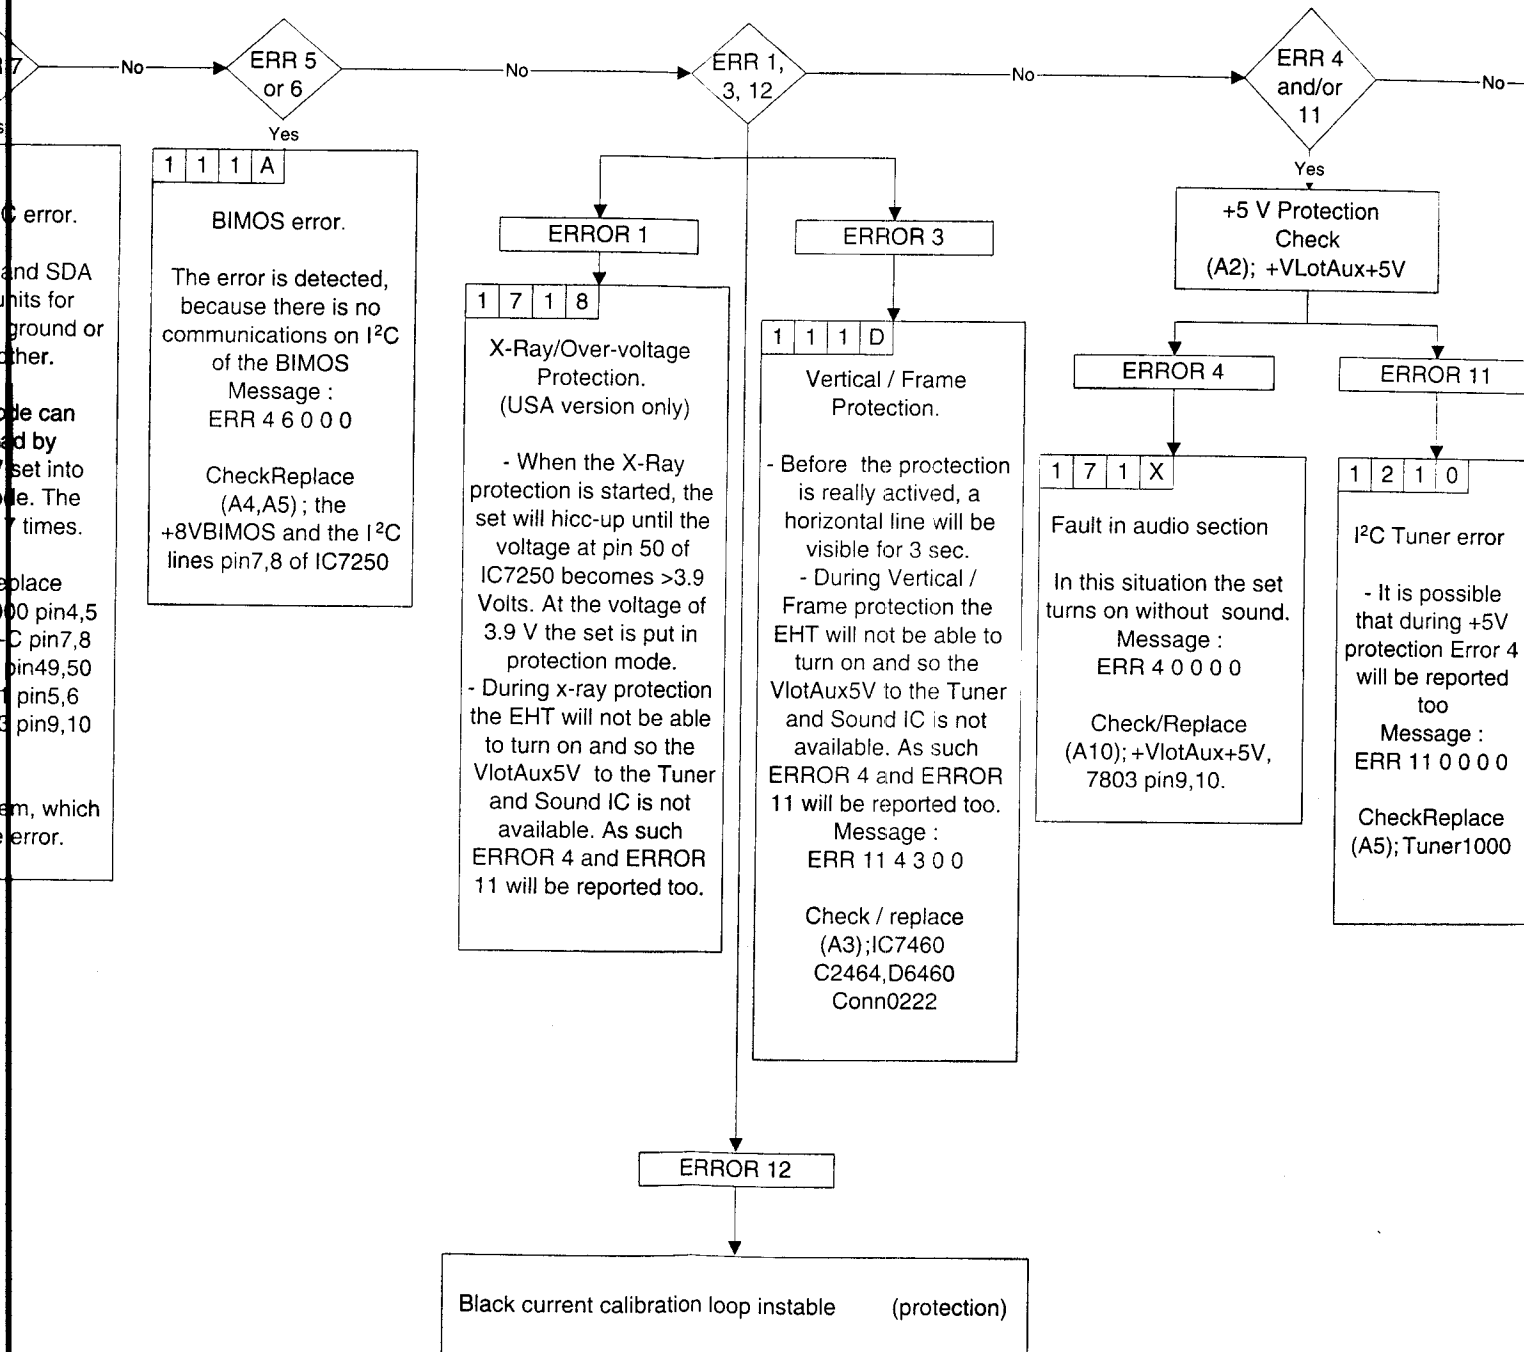 7
No
ERR 5
or 6
No
ERR 1,
3, 12
No
ERR 4
and/or
11
No
Yes
Yes
error.
and SDA
for
ground or
other.
can
by
set into
The
7 times.
pin4,5
-C pin7,8
pin49,50
pin5,6
pin9,10
which
error.
1 1 1 A
BIMOS error.
The error is detected,
because there is no
communications on I²C
of the BIMOS
Message :
ERR 4 6 0 0 0
CheckReplace
(A4,A5) ; the
+8VBIMOS and the I²C
lines pin7,8 of IC7250
ERROR 1
1 7 1 8
X-Ray/Over-voltage
Protection.
(USA version only)
- When the X-Ray
protection is started, the
set will hicc-up until the
voltage at pin 50 of
IC7250 becomes >3.9
Volts. At the voltage of
3.9 V the set is put in
protection mode.
- During x-ray protection
the EHT will not be able
to turn on and so the
VlotAux5V to the Tuner
and Sound IC is not
available. As such
ERROR 4 and ERROR
11 will be reported too.
ERROR 3
1 1 1 D
Vertical / Frame
Protection.
- Before the proctection
is really actived, a
horizontal line will be
visible for 3 sec.
- During Vertical /
Frame protection the
EHT will not be able to
turn on and so the
VlotAux5V to the Tuner
and Sound IC is not
available. As such
ERROR 4 and ERROR
11 will be reported too.
Message :
ERR 11 4 3 0 0
Check / replace
(A3);IC7460
C2464,D6460
Conn0222
+5 V Protection
Check
(A2); +VLotAux+5V
ERROR 4
1 7 1 X
Fault in audio section
In this situation the set
turns on without sound.
Message :
ERR 4 0 0 0 0
Check/Replace
(A10);+VlotAux+5V,
7803 pin9,10.
ERROR 11
1 2 1 0
I²C Tuner error
- It is possible
that during +5V
protection Error 4
will be reported
too
Message :
ERR 11 0 0 0 0
CheckReplace
(A5);Tuner1000
ERROR 12
Black current calibration loop instable (protection)